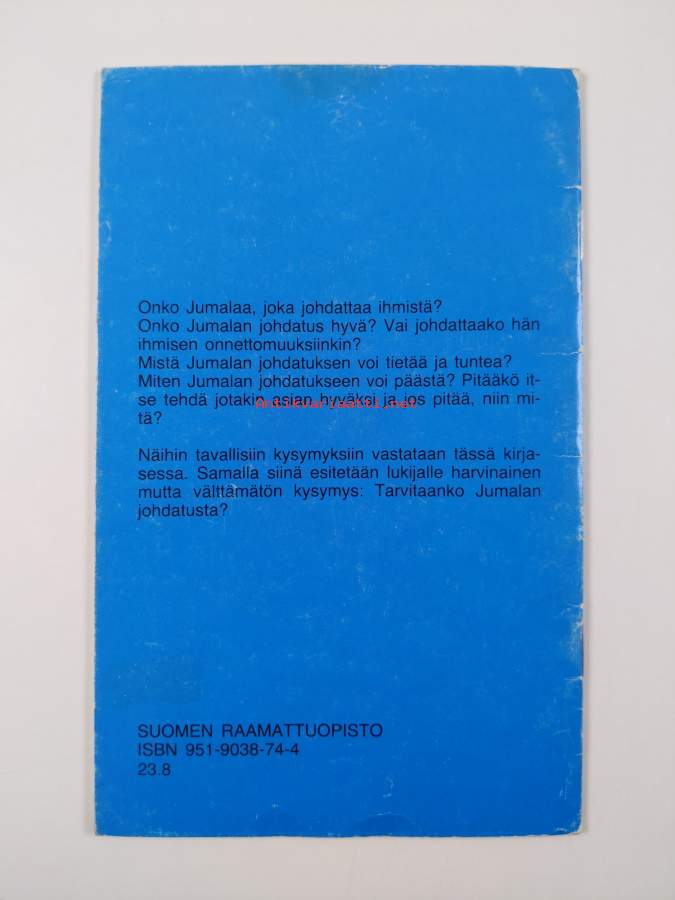 Onko Jumalaa, joka johdattaa ihmistä?
Onko Jumalan johdatus hyvä? Vai johdattaako hän
ihmisen onnettomuuksiinkin?
Mistä Jumalan johdatuksen voi tietää ja tuntea?
Miten Jumalan johdatukseen voi päästä? Pitääkö it-
se tehdä jotakin asian hyväksi ja jos pitää, niin mi-
tä?
Antikvariaatti.net
Näihin tavallisiin kysymyksiin vastataan tässä kirja-
sessa. Samalla siinä esitetään lukijalle harvinainen
mutta välttämätön kysymys: Tarvitaanko Jumalan
johdatusta?
SUOMEN RAAMATTUOPISTO
ISBN 951-9038-74-4
23.8